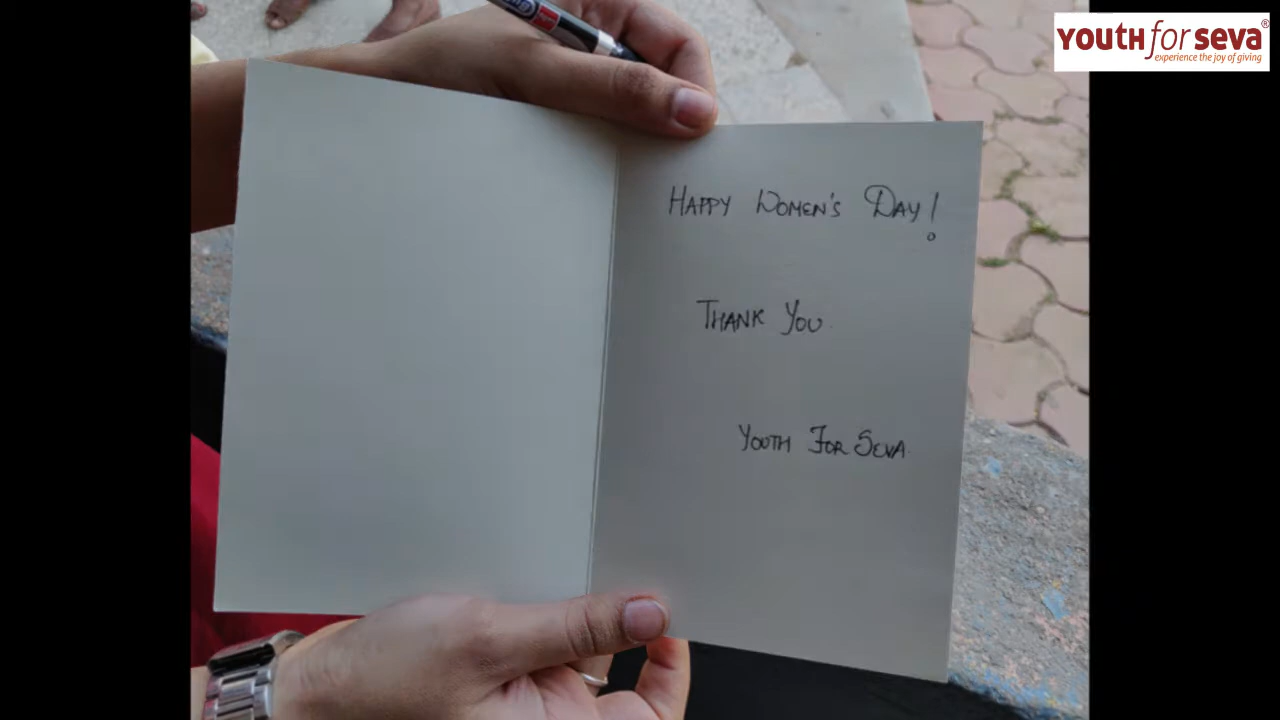 YOUTH for SEVA®
experience the joy of giving
HAPPY WOMEN'S DAY!
THANK YOU
YOUTH FOR SEVA